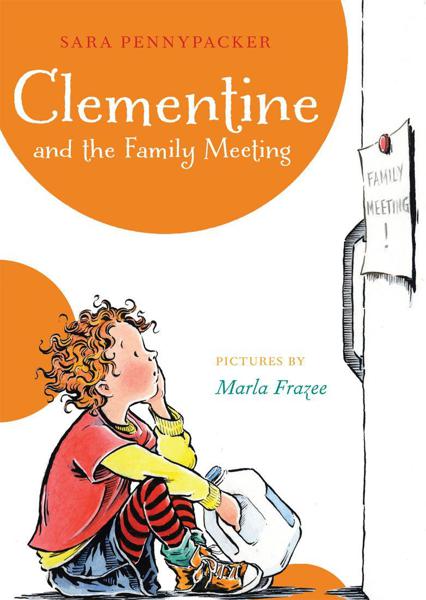 SARA PENNYPACKER
Clementine
and the Family Meeting
FAMILY
MEETING
!
PICTURES BY
Marla Frazee